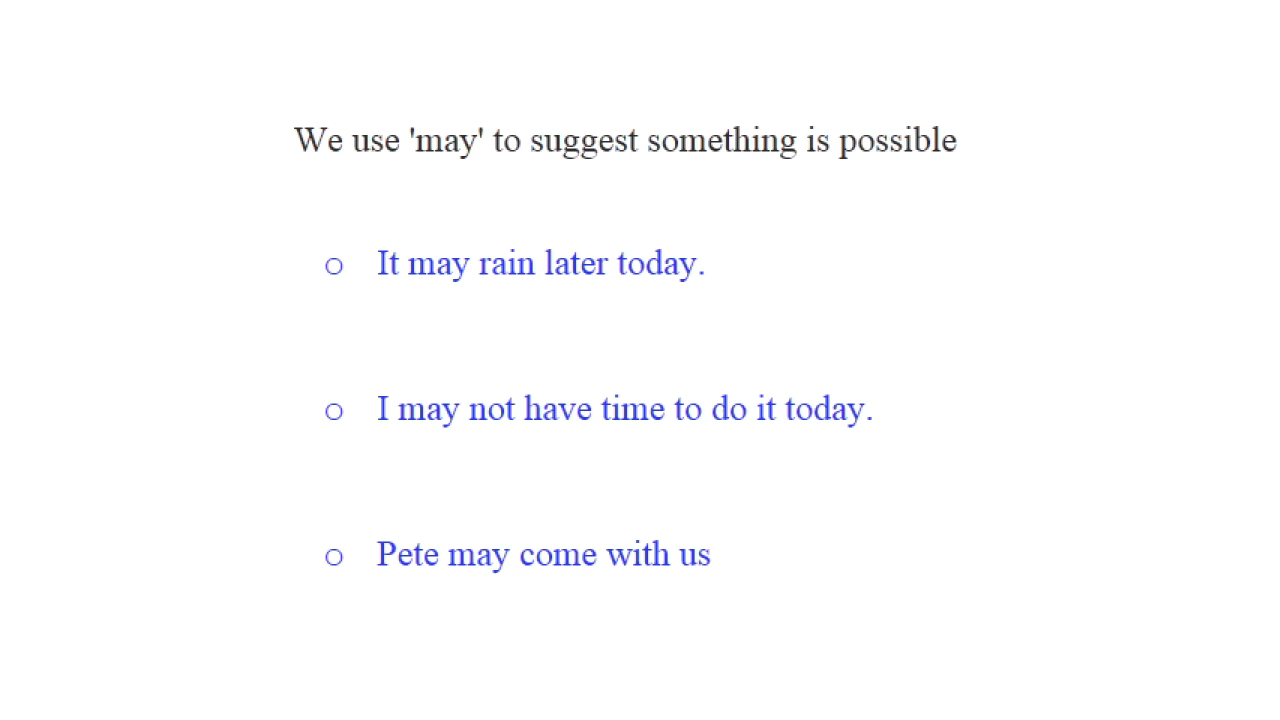 We use 'may' to suggest something is possible
o It may rain later today.
o I may not have time to do it today.
o Pete may come with us